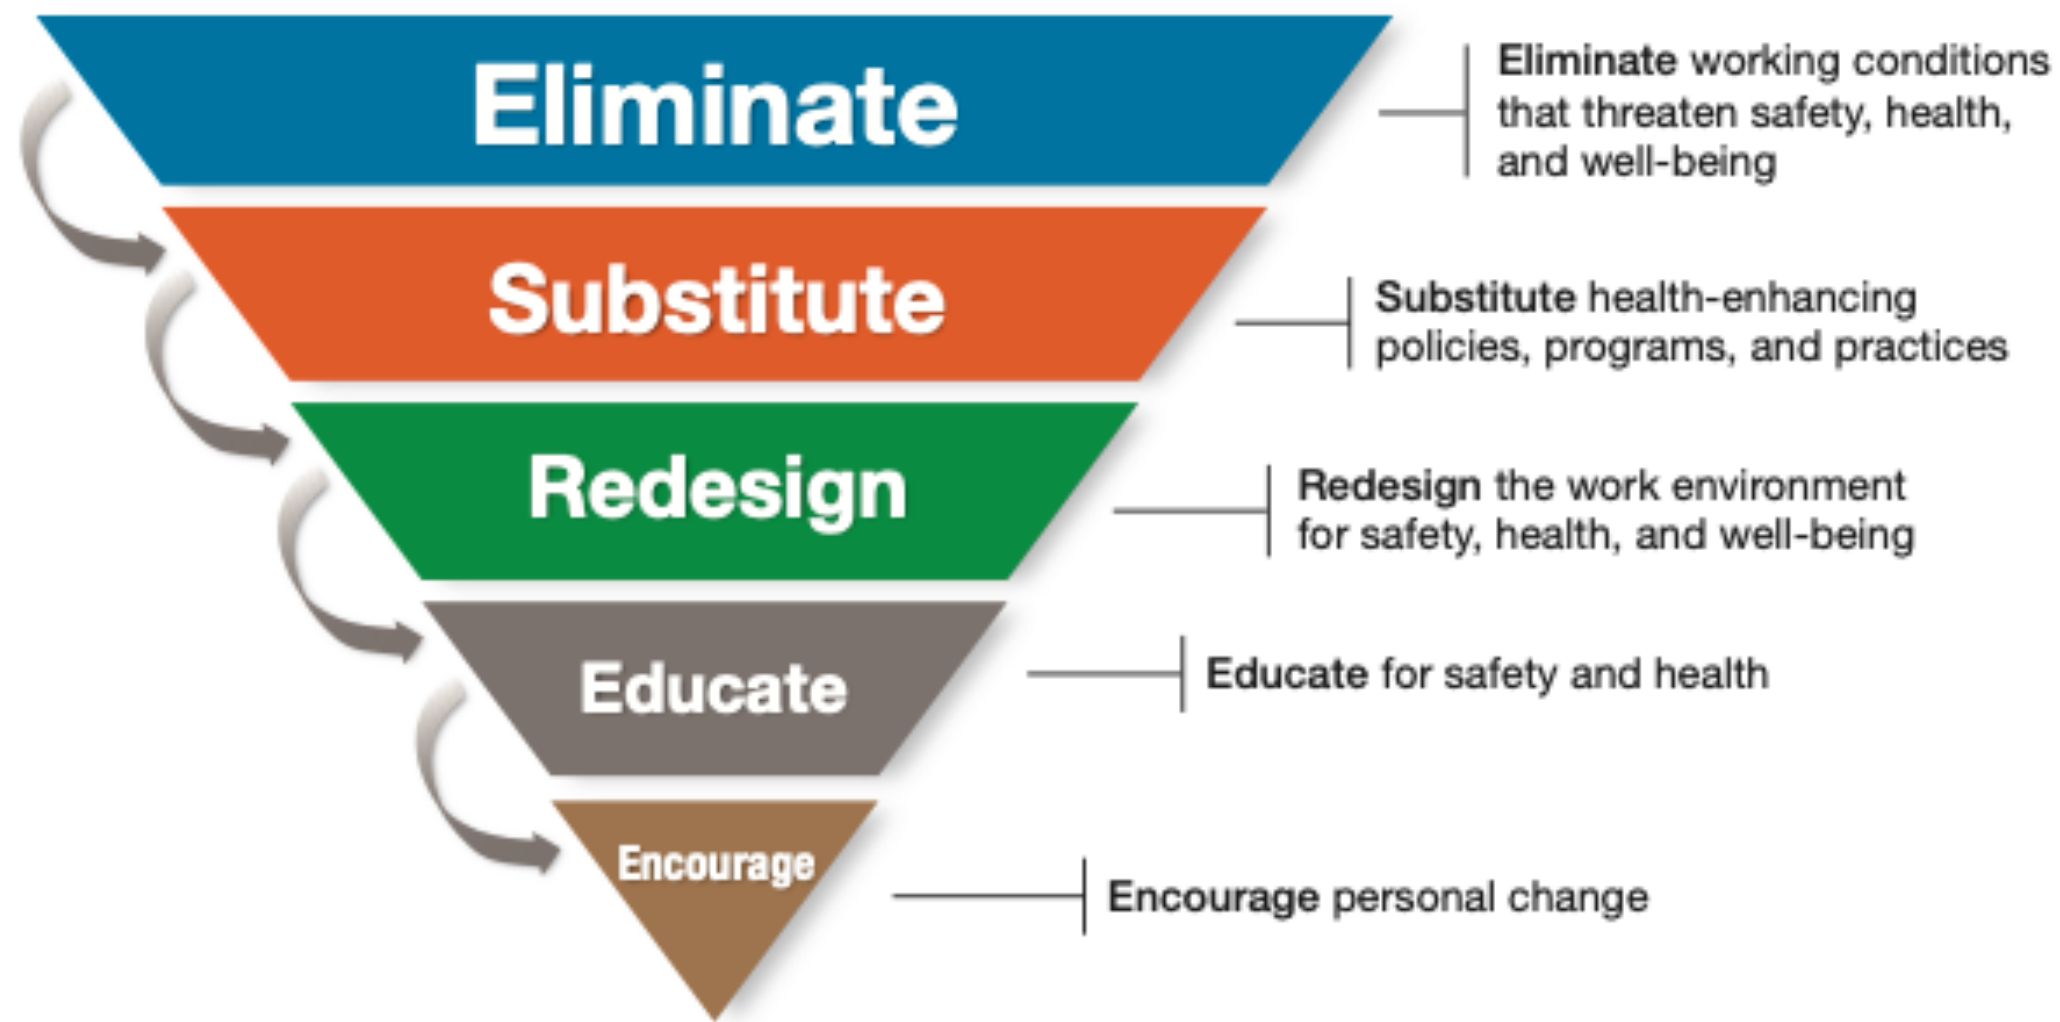 Eliminate
Eliminate working conditions
that threaten safety, health,
and well-being
Substitute
Substitute health-enhancing
policies, programs, and practices
Redesign
Redesign the work environment
for safety, health, and well-being
Educate
Educate for safety and health
Encourage
Encourage personal change